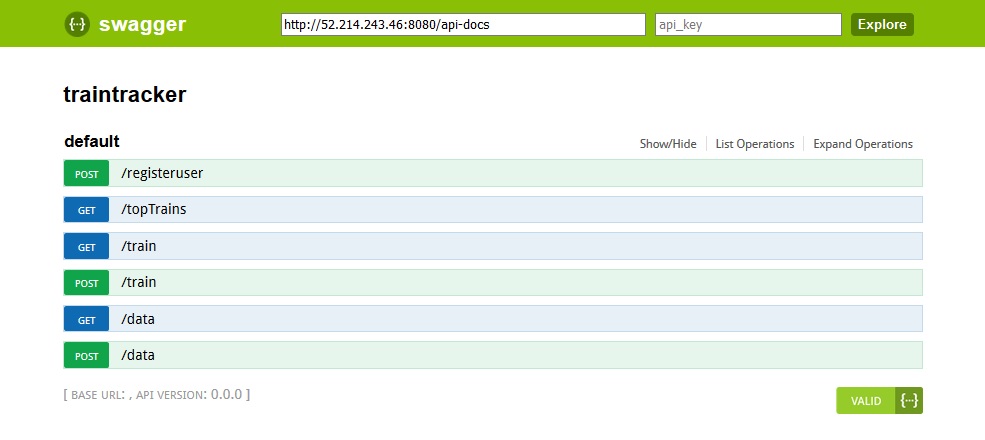 {···} swagger http://52.214.243.46:8080/api-docs api_key Explore
traintracker
default Show/Hide List Operations Expand Operations
POST /registeruser
GET /topTrains
GET /train
POST /train
GET /data
POST /data
[ BASE URL: , API VERSION: 0.0.0 ] VALID {···}